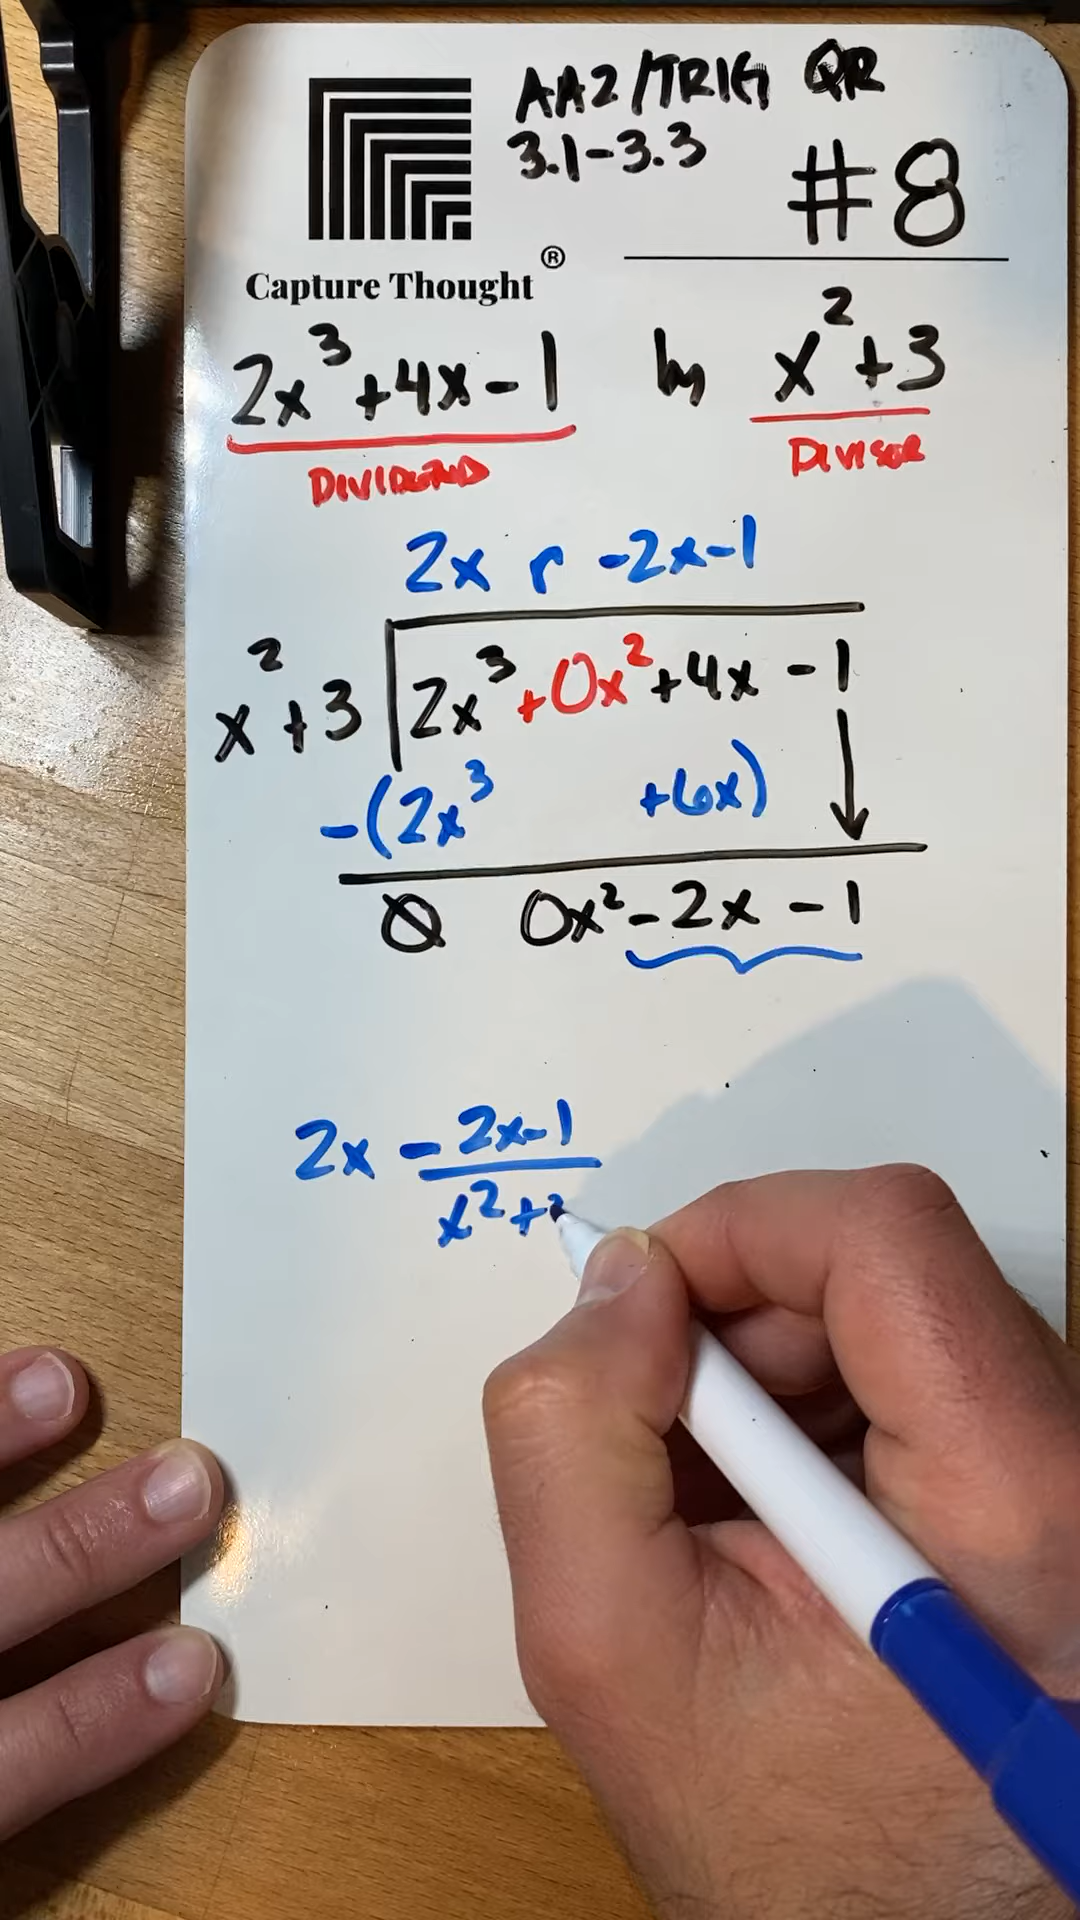 AA2/TRIG QR
3.1-3.3
#8
Capture Thought®
2x³+4x-1 by x²+3
DIVIDEND DIVISOR
2x r -2x-1
x²+3 2x³+0x²+4x-1
-(2x³ +6x)
0 0x²-2x-1
2x - 2x-1
x²+